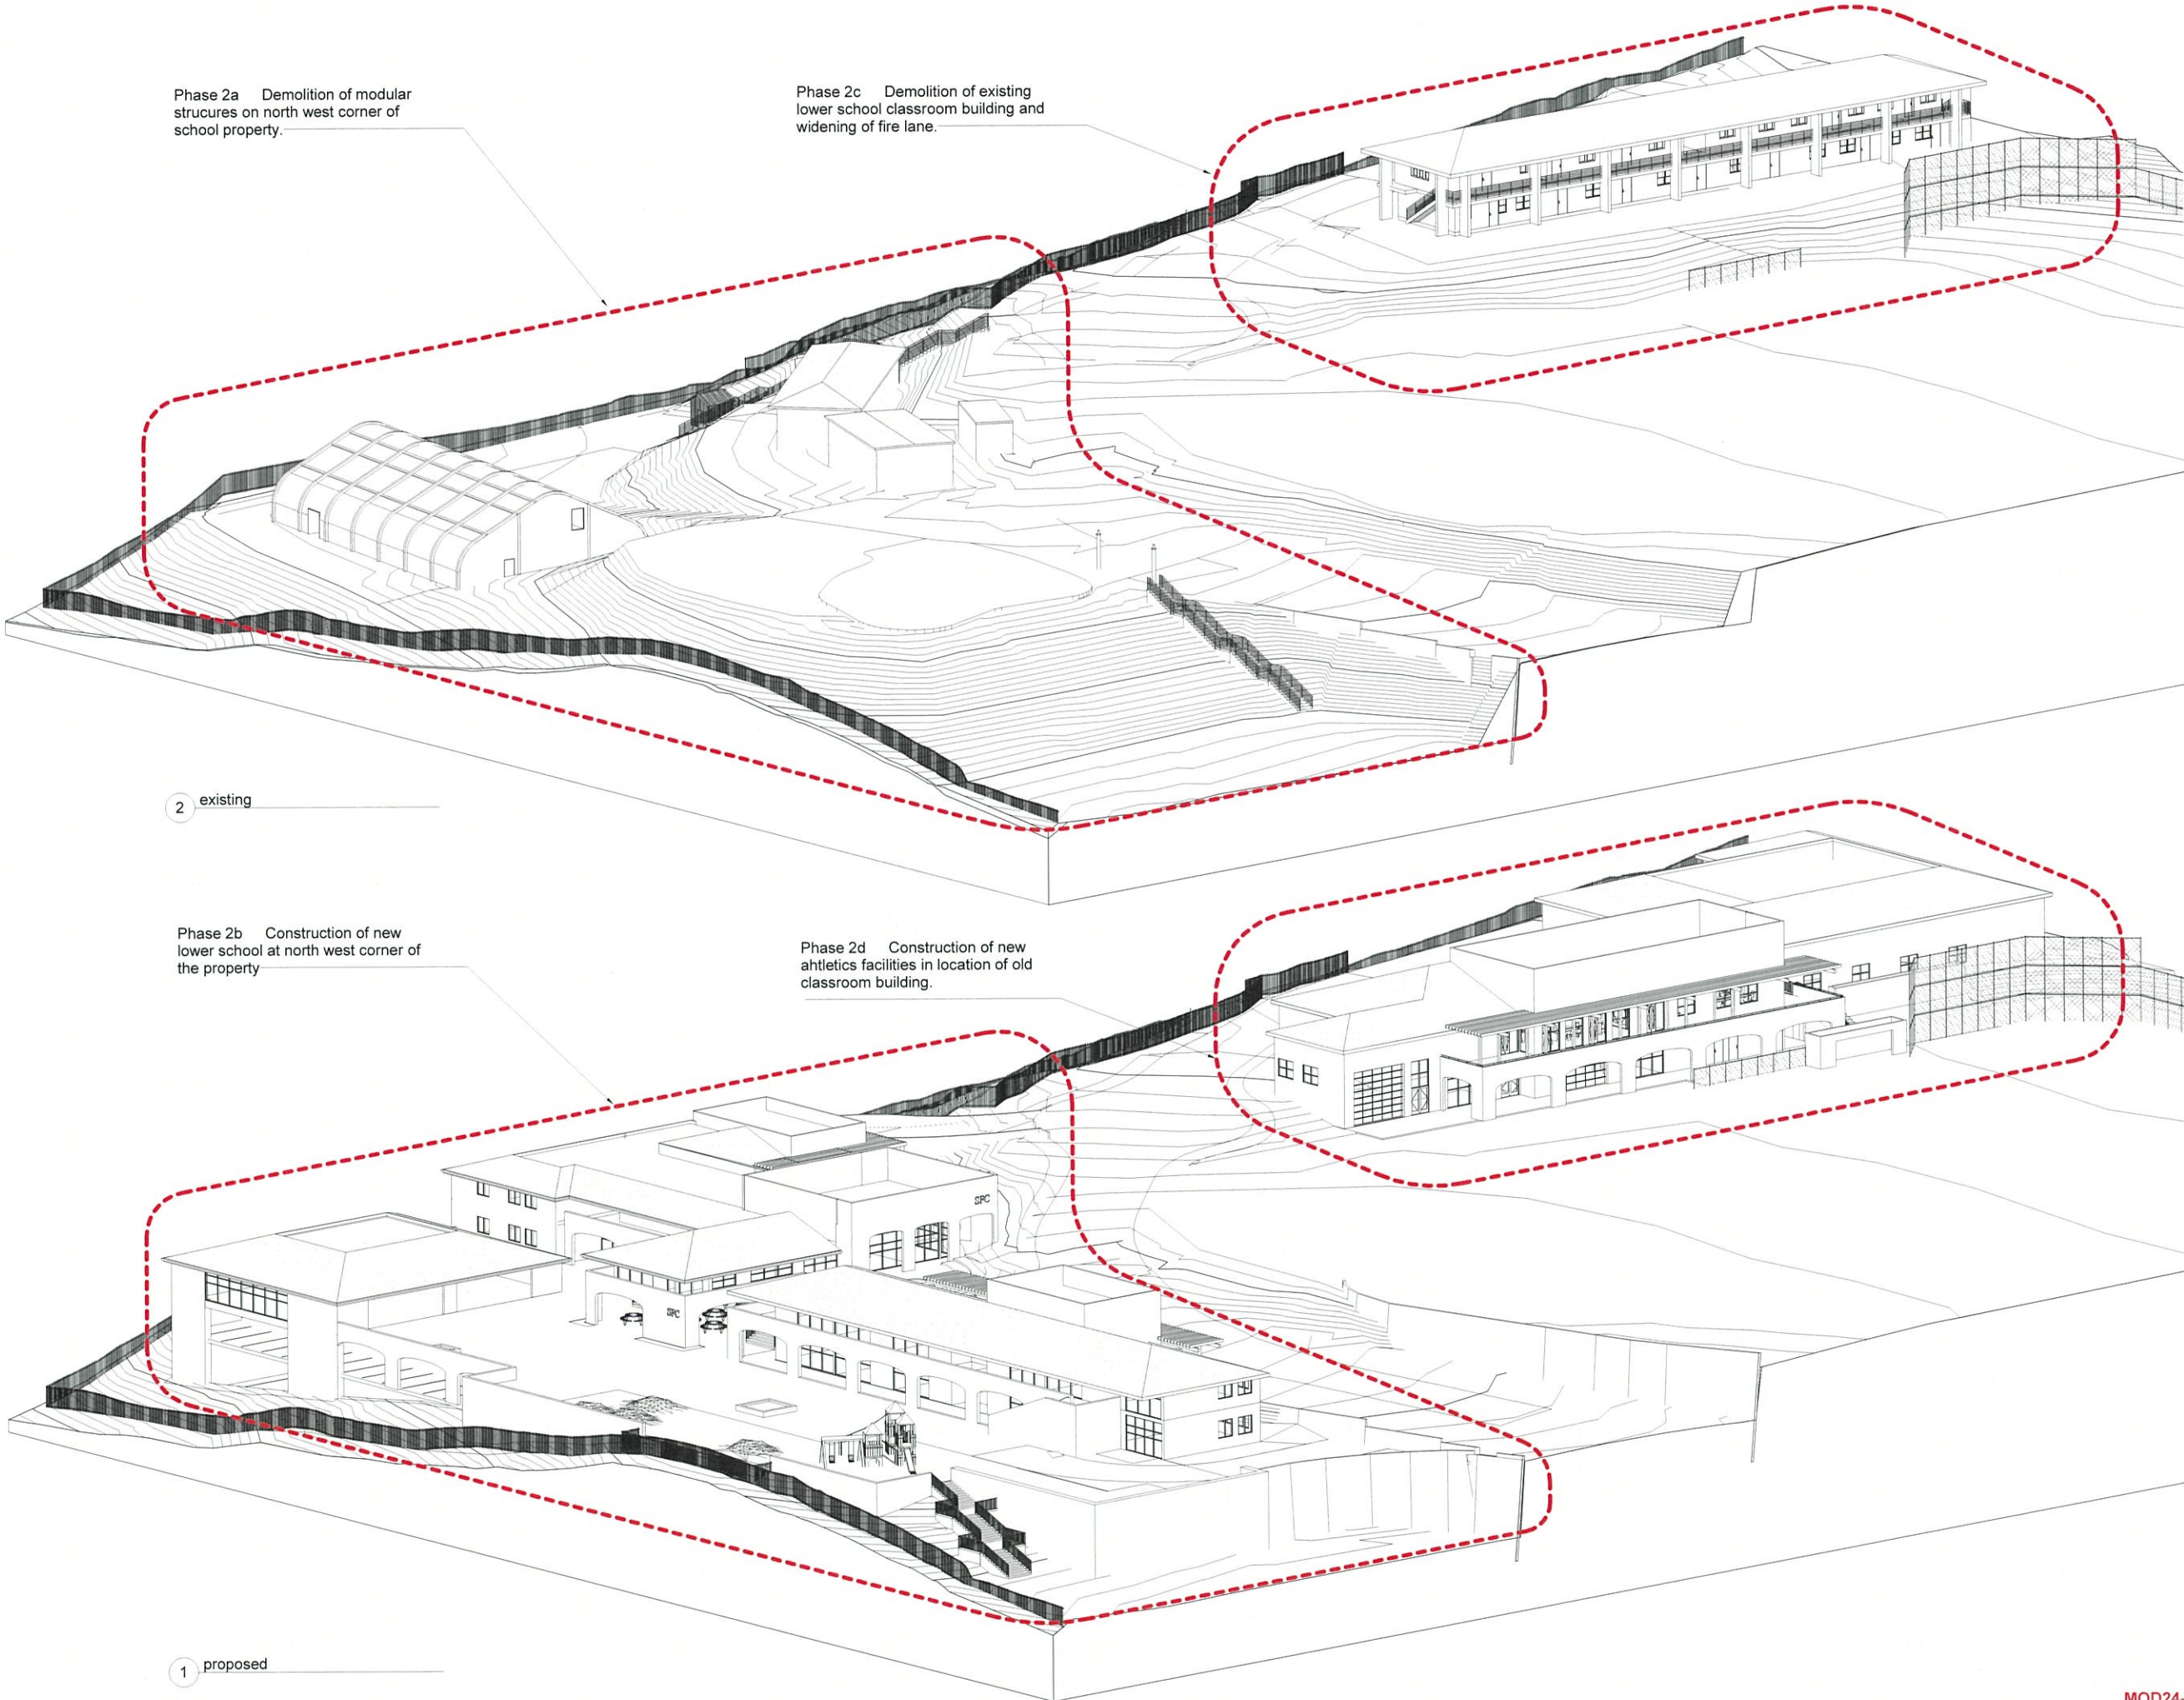 Phase 2a Demolition of modular
strucures on north west corner of
school property.
Phase 2c Demolition of existing
lower school classroom building and
widening of fire lane.
2 existing
Phase 2b Construction of new
lower school at north west corner of
the property
Phase 2d Construction of new
ahtletics facilities in location of old
classroom building.
SPC
SPC
1 proposed
MOD24-